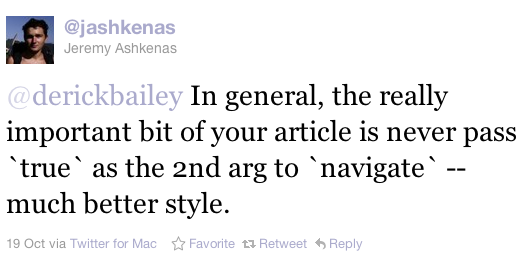 @jashkenas
Jeremy Ashkenas
@derickbailey In general, the really
important bit of your article is never pass
`true` as the 2nd arg to `navigate` --
much better style.
19 Oct via Twitter for Mac Favorite Retweet Reply